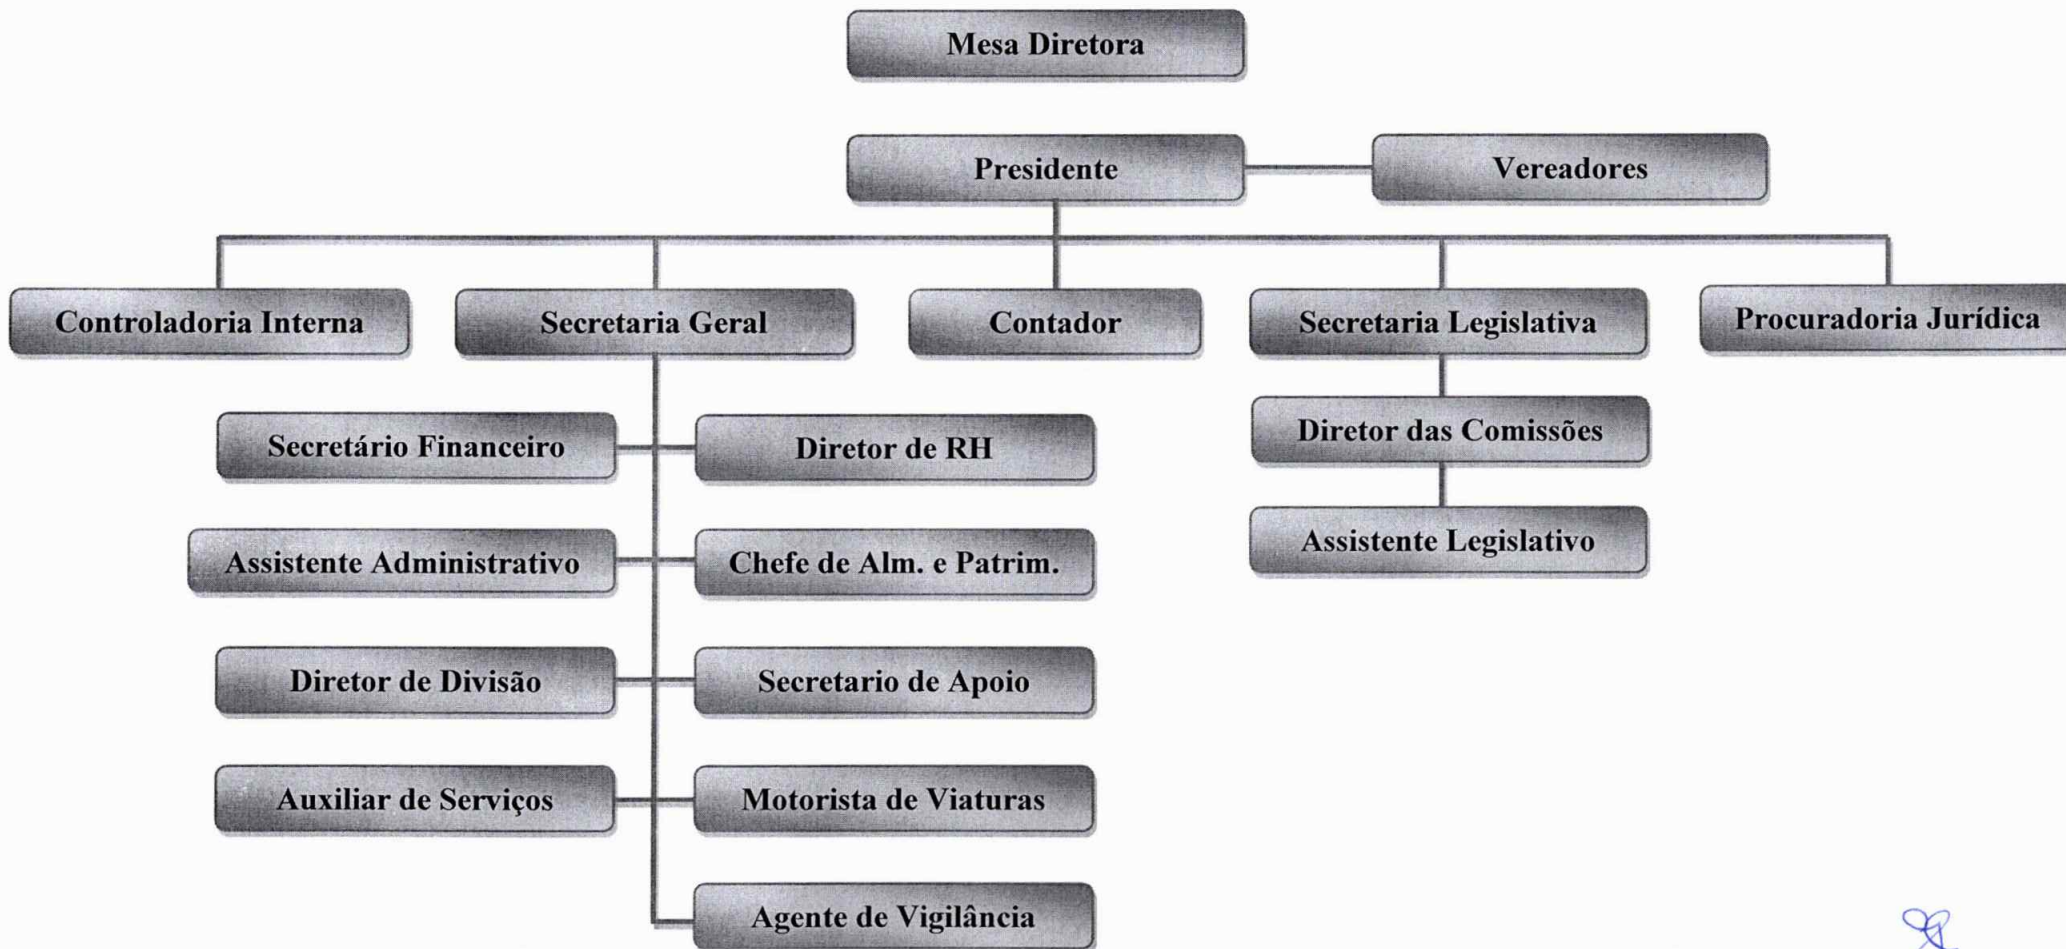 Mesa Diretora
Presidente
Vereadores
Controladoria Interna
Secretaria Geral
Contador
Secretaria Legislativa
Procuradoria Jurídica
Secretário Financeiro
Diretor de RH
Diretor das Comissões
Assistente Administrativo
Chefe de Alm. e Patrim.
Assistente Legislativo
Diretor de Divisão
Secretario de Apoio
Auxiliar de Serviços
Motorista de Viaturas
Agente de Vigilância